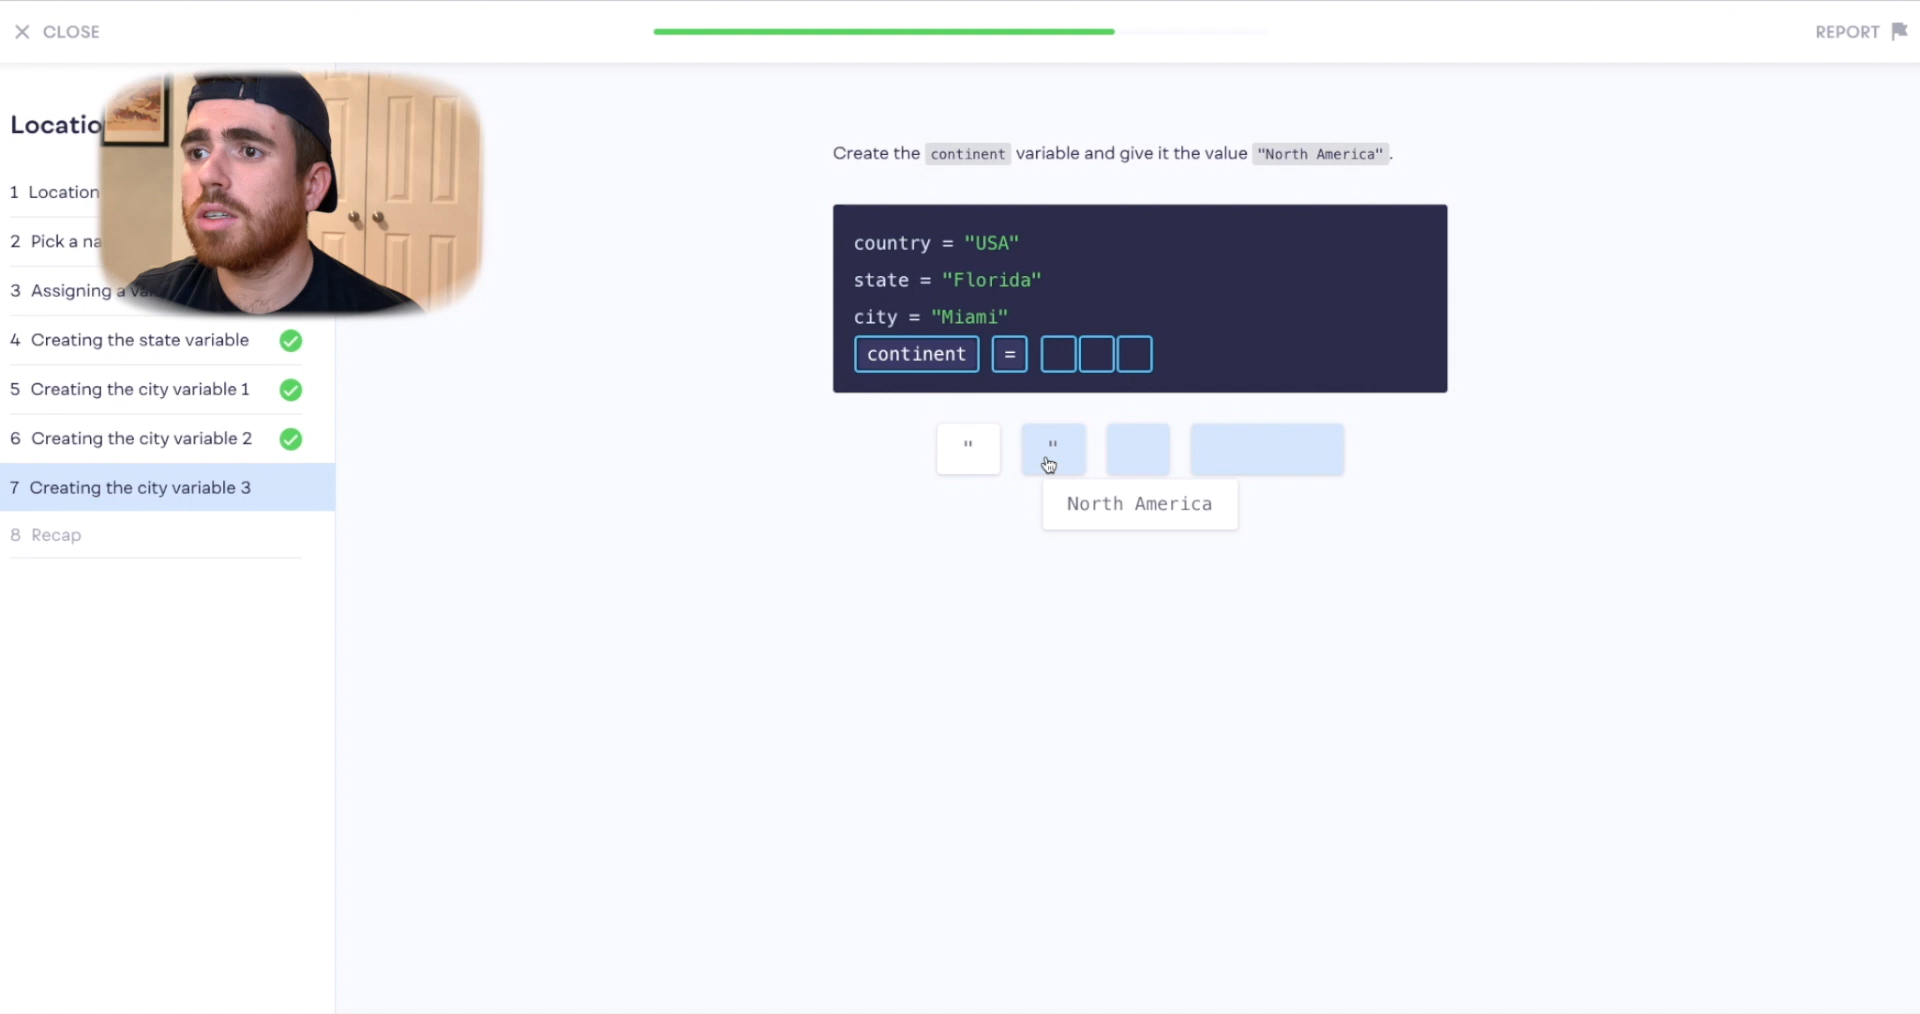 CLOSE
REPORT
Locatio
1 Location
2 Pick a na
3 Assigning a va
4 Creating the state variable
5 Creating the city variable 1
6 Creating the city variable 2
7 Creating the city variable 3
8 Recap
Create the continent variable and give it the value "North America".
country = "USA"
state = "Florida"
city = "Miami"
continent =
" "
North America